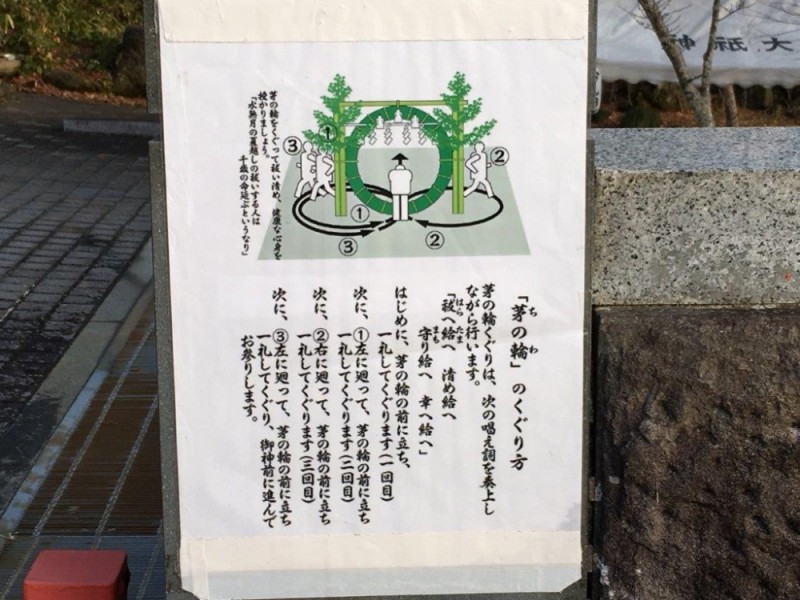 大祇神
茅の輪をくぐって祓い清め、健康な心身を
授かりましょう。
「水無月の夏越しの祓いする人は
千歳の命延ぶというなり」
①
②
③
①
②
③
「茅の輪」のくぐり方
ちわ
茅の輪くぐりは、次の唱え詞を奏上し
ながら行います。
「祓へ給へ 清め給へ
はらたま
守り給へ 幸へ給へ」
まも
はじめに、茅の輪の前に立ち、
一礼してくぐります(一回目)
次に、①左に廻って、茅の輪の前に立ち
一礼してくぐります(二回目)
次に、②右に廻って、茅の輪の前に立ち
一礼してくぐります(三回目)
次に、③左に廻って、茅の輪の前に立ち
一礼してくぐり、御神前に進んで
お参りします。